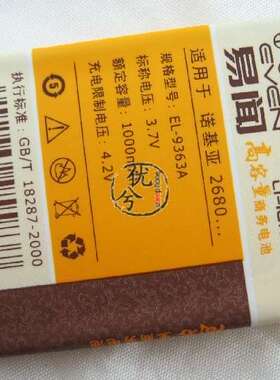 易闻
高容量商务电池
适用于 诺基亚 2680...
规格型号: EL-9363A
标称电压: 3.7V
额定容量: 1000m
充电限制电压: 4.2V
执行标准: GB/T 18287-2000
犹兮